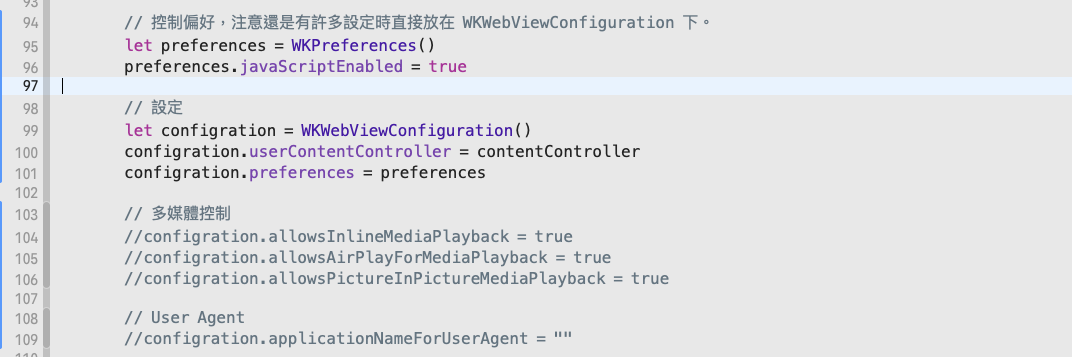 93
94 // 控制偏好，注意還是有許多設定時直接放在 WKWebViewConfiguration 下。
95 let preferences = WKPreferences()
96 preferences.javaScriptEnabled = true
97
98 // 設定
99 let configration = WKWebViewConfiguration()
100 configration.userContentController = contentController
101 configration.preferences = preferences
102
103 // 多媒體控制
104 //configration.allowsInlineMediaPlayback = true
105 //configration.allowsAirPlayForMediaPlayback = true
106 //configration.allowsPictureInPictureMediaPlayback = true
107
108 // User Agent
109 //configration.applicationNameForUserAgent = ""
110